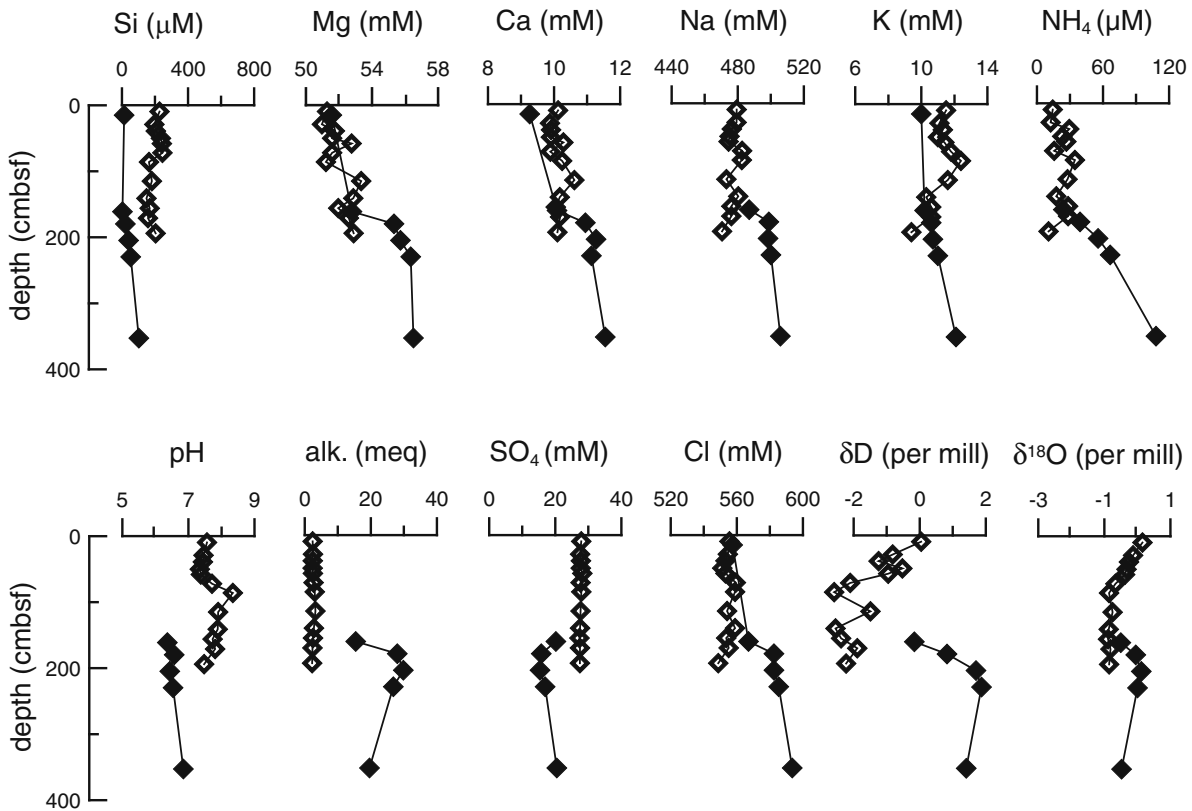 Si (μM) Mg (mM) Ca (mM) Na (mM) K (mM) NH₄ (μM)
0 400 800 50 54 58 8 10 12 440 480 520 6 10 14 0 60 120
0
200
400
depth (cmbsf)
pH alk. (meq) SO₄ (mM) Cl (mM) δD (per mill) δ¹⁸O (per mill)
5 7 9 0 20 40 0 20 40 520 560 600 -2 0 2 -3 -1 1
0
200
400
depth (cmbsf)